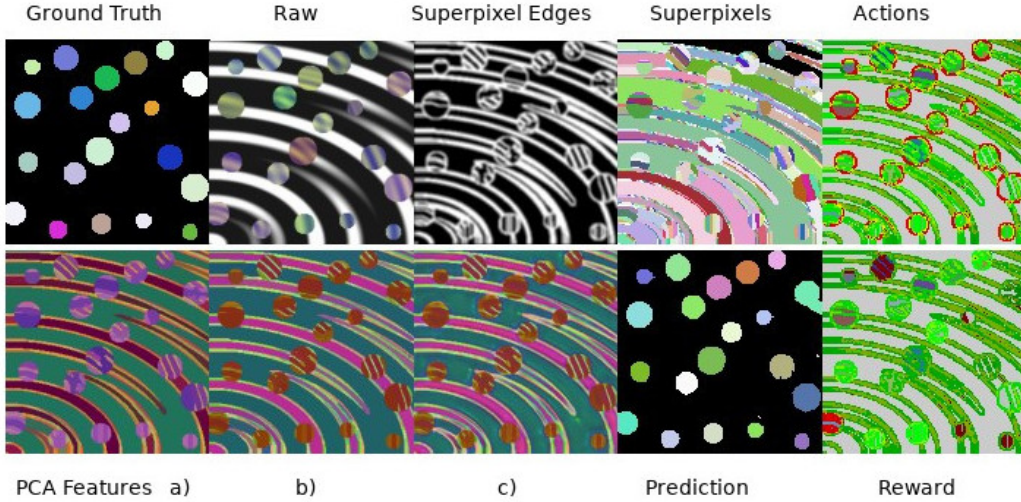 Ground Truth Raw Superpixel Edges Superpixels Actions
PCA Features a) b) c) Prediction Reward